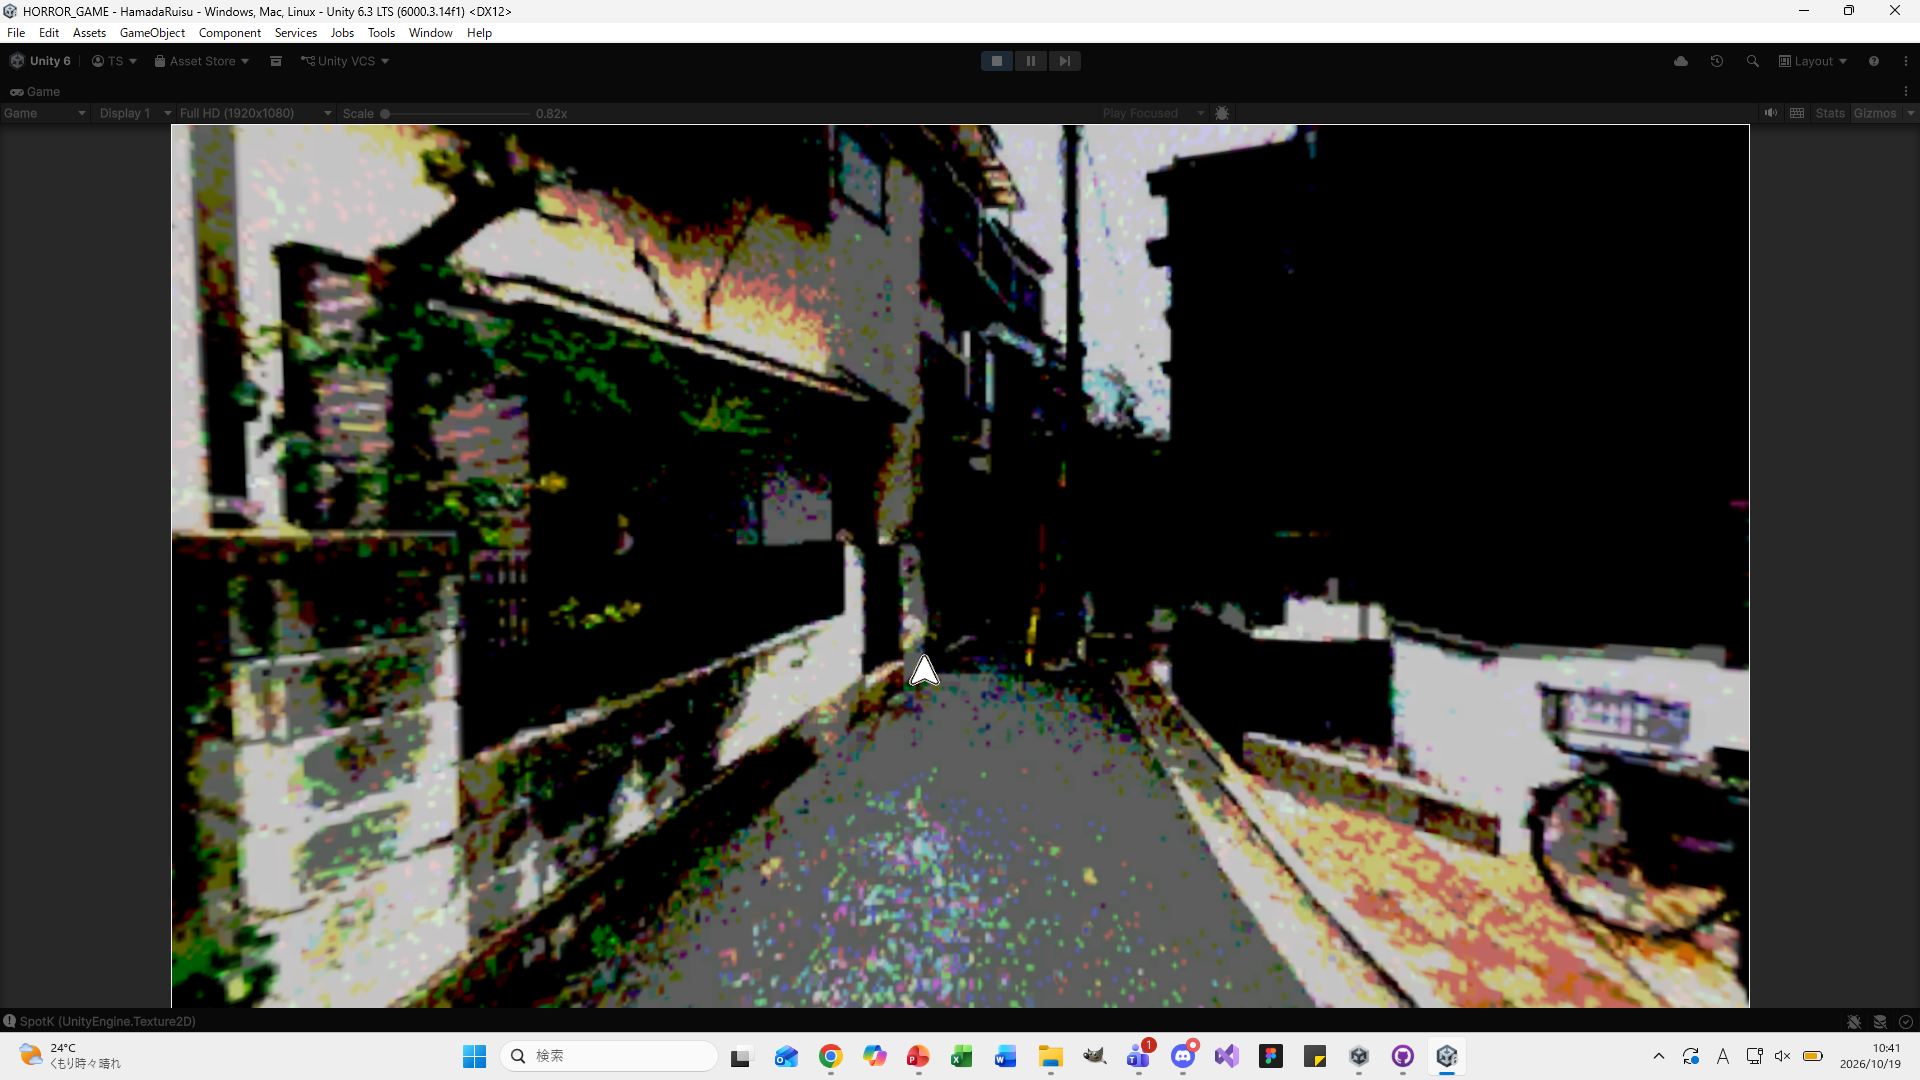 HORROR_GAME - HamadaRuisu - Windows, Mac, Linux - Unity 6.3 LTS (6000.3.14f1) <DX12>
File Edit Assets GameObject Component Services Jobs Tools Window Help
Unity 6 TS Asset Store Unity VCS Layout
Game
Game Display 1 Full HD (1920x1080) Scale 0.82x Play Focused Stats Gizmos
SpotK (UnityEngine.Texture2D)
24°C
くもり時々晴れ
検索
1
A
10:41
2026/10/19